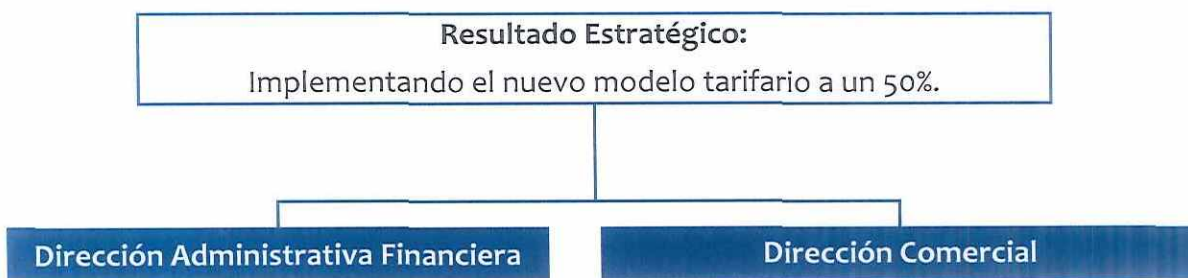 Resultado Estratégico:
Implementando el nuevo modelo tarifario a un 50%.
Dirección Administrativa Financiera
Dirección Comercial